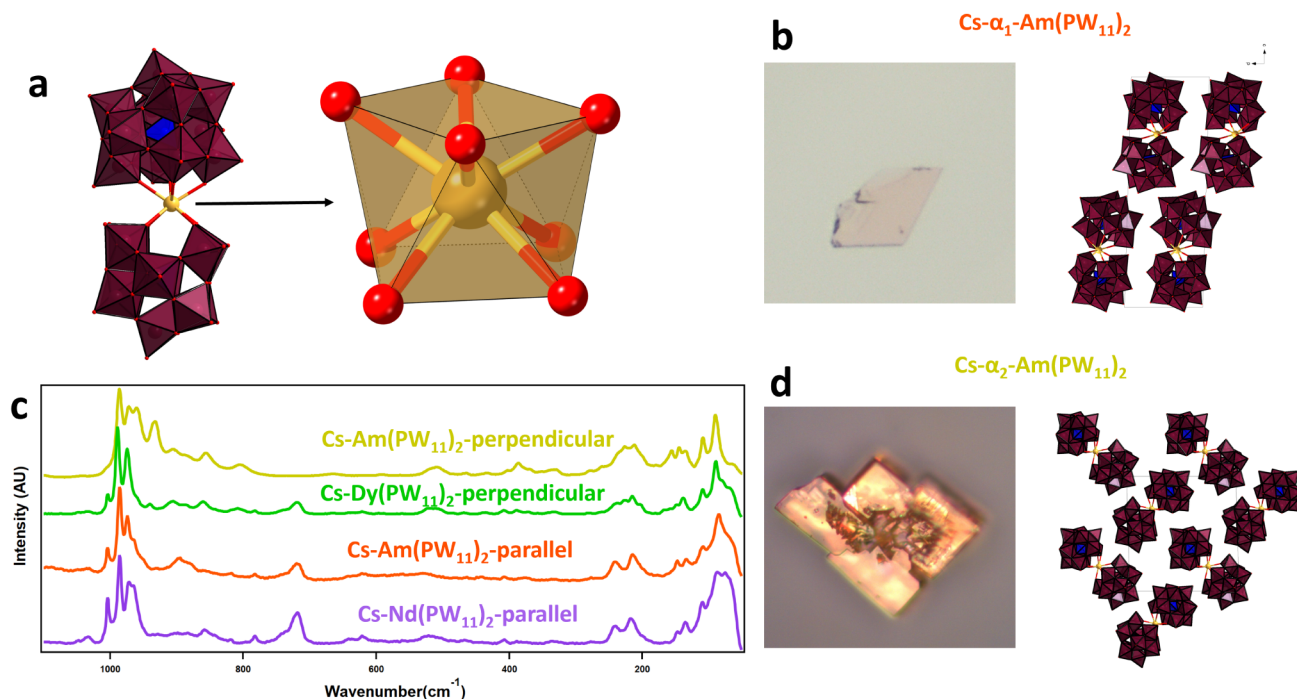 a
b
Cs-α₁-Am(PW₁₁)₂
c
Cs-Am(PW₁₁)₂-perpendicular
Cs-Dy(PW₁₁)₂-perpendicular
Cs-Am(PW₁₁)₂-parallel
Cs-Nd(PW₁₁)₂-parallel
Intensity (AU)
1000 800 600 400 200
Wavenumber(cm⁻¹)
d
Cs-α₂-Am(PW₁₁)₂